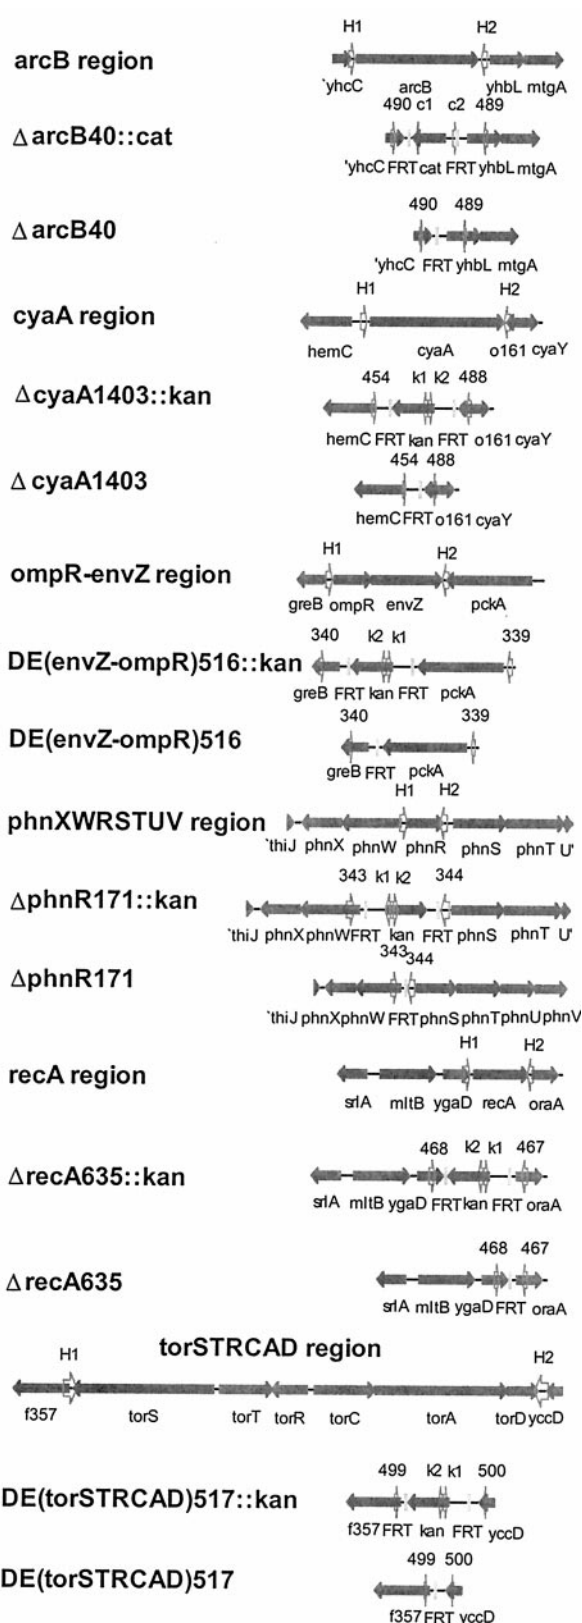 H1 H2
arcB region
'yhcC arcB yhbL mtgA
490 c1 c2 489
ΔarcB40::cat
'yhcC FRT cat FRT yhbL mtgA
490 489
ΔarcB40
'yhcC FRT yhbL mtgA
H1 H2
cyaA region
hemC cyaA o161 cyaY
454 k1 k2 488
ΔcyaA1403::kan
hemC FRT kan FRT o161 cyaY
454 488
ΔcyaA1403
hemC FRT o161 cyaY
H1 H2
ompR-envZ region
greB ompR envZ pckA
340 k2 k1 339
DE(envZ-ompR)516::kan
greB FRT kan FRT pckA
340 339
DE(envZ-ompR)516
greB FRT pckA
H1 H2
phnXWRSTUV region
`thiJ phnX phnW phnR phnS phnT U'
343 k1 k2 344
ΔphnR171::kan
`thiJ phnX phnW FRT kan FRT phnS phnT U'
343 344
ΔphnR171
`thiJ phnX phnW FRT phnS phnT phnU phnV
H1 H2
recA region
srlA mltB ygaD recA oraA
468 k2 k1 467
ΔrecA635::kan
srlA mltB ygaD FRT kan FRT oraA
468 467
ΔrecA635
srlA mltB ygaD FRT oraA
torSTRCAD region
H1 H2
f357 torS torT torR torC torA torD yccD
499 k2 k1 500
DE(torSTRCAD)517::kan
f357 FRT kan FRT yccD
499 500
DE(torSTRCAD)517
f357 FRT yccD